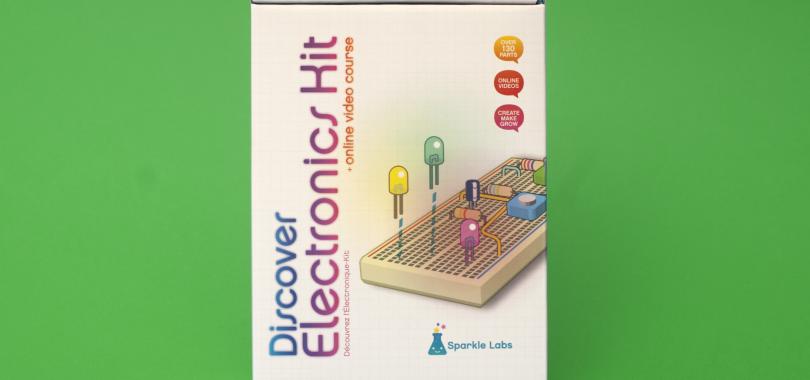 Discover
Electronics Kit
+ online video course
Découvrez l'Électronique-Kit
OVER
130
PARTS
ONLINE
VIDEOS
CREATE
MAKE
GROW
Sparkle Labs